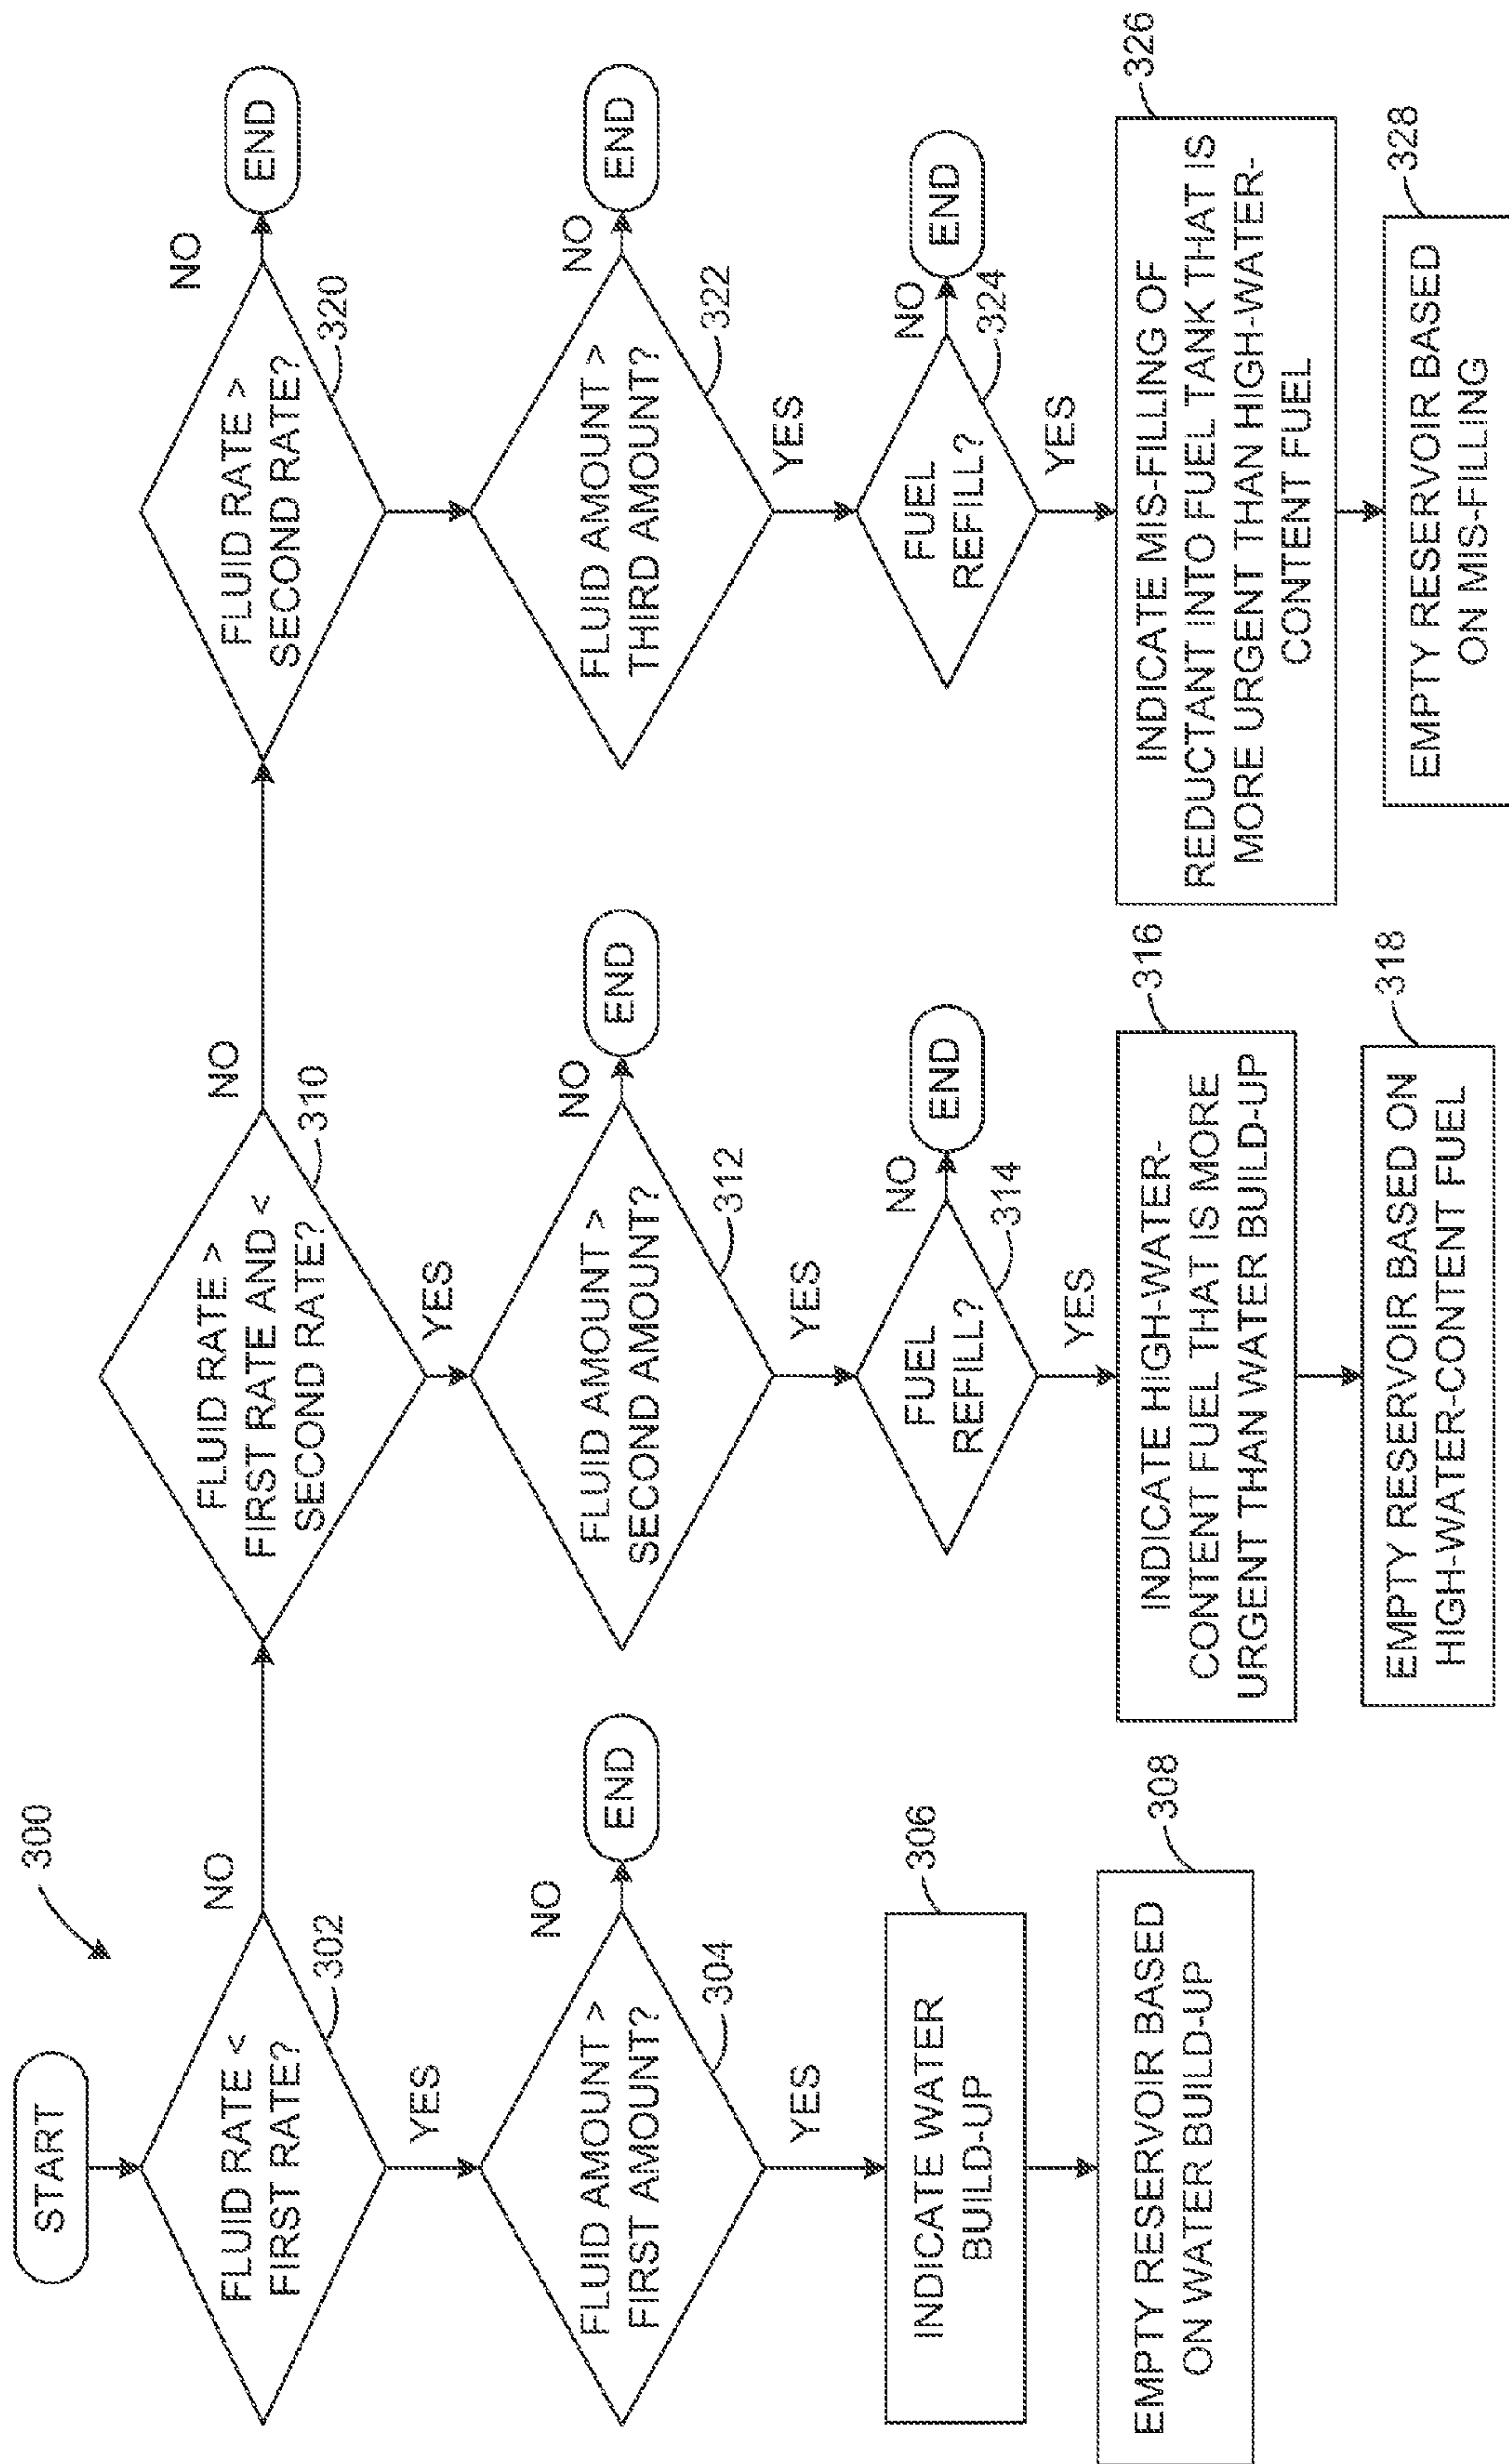 300
START
FLUID RATE <
FIRST RATE?
302
NO
YES
FLUID AMOUNT >
FIRST AMOUNT?
304
NO
END
YES
INDICATE WATER
BUILD-UP
306
EMPTY RESERVOIR BASED
ON WATER BUILD-UP
308
FLUID RATE >
FIRST RATE AND <
SECOND RATE?
310
NO
YES
FLUID AMOUNT >
SECOND AMOUNT?
312
NO
END
YES
FUEL
REFILL?
314
NO
END
YES
INDICATE HIGH-WATER-
CONTENT FUEL THAT IS MORE
URGENT THAN WATER BUILD-UP
316
EMPTY RESERVOIR BASED ON
HIGH-WATER-CONTENT FUEL
318
FLUID RATE >
SECOND RATE?
320
NO
END
FLUID AMOUNT >
THIRD AMOUNT?
322
NO
END
YES
FUEL
REFILL?
324
NO
END
YES
INDICATE MIS-FILLING OF
REDUCTANT INTO FUEL TANK THAT IS
MORE URGENT THAN HIGH-WATER-
CONTENT FUEL
326
EMPTY RESERVOIR BASED
ON MIS-FILLING
328